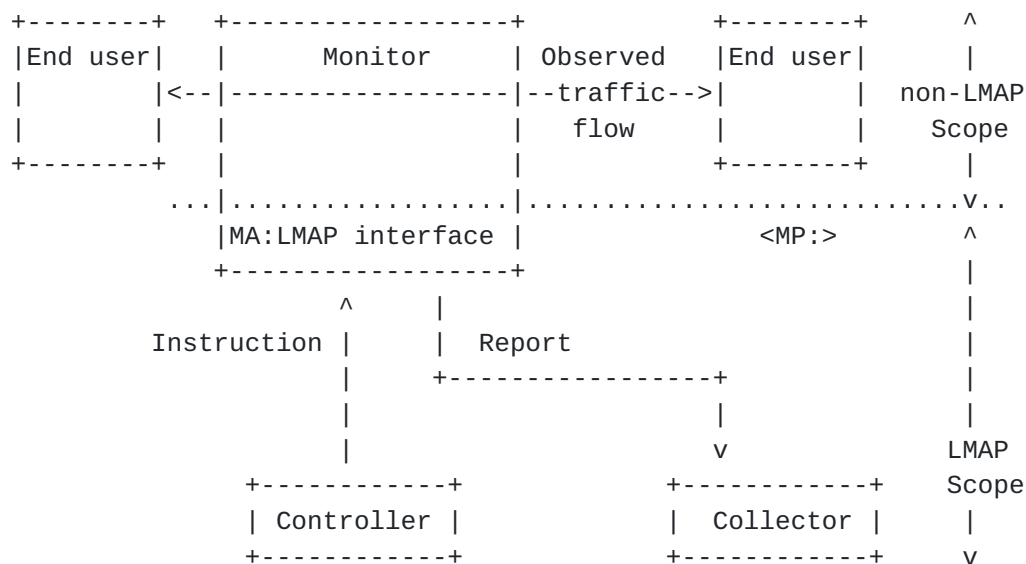 +--------+   +------------------+            +--------+      ^
|End user|   |      Monitor     | Observed   |End user|      |
|        |<--|------------------|--traffic-->|        |  non-LMAP
|        |   |                  |   flow     |        |    Scope
+--------+   |                  |            +--------+      |
          ...|..................|............................v..
             |MA:LMAP interface |               <MP:>        ^
             +------------------+                            |
                     ^     |                                 |
         Instruction |     |  Report                         |
                     |     +-----------------+               |
                     |                       |               |
                     |                       v              LMAP
               +------------+            +------------+     Scope
               | Controller |            |  Collector |      |
               +------------+            +------------+      v